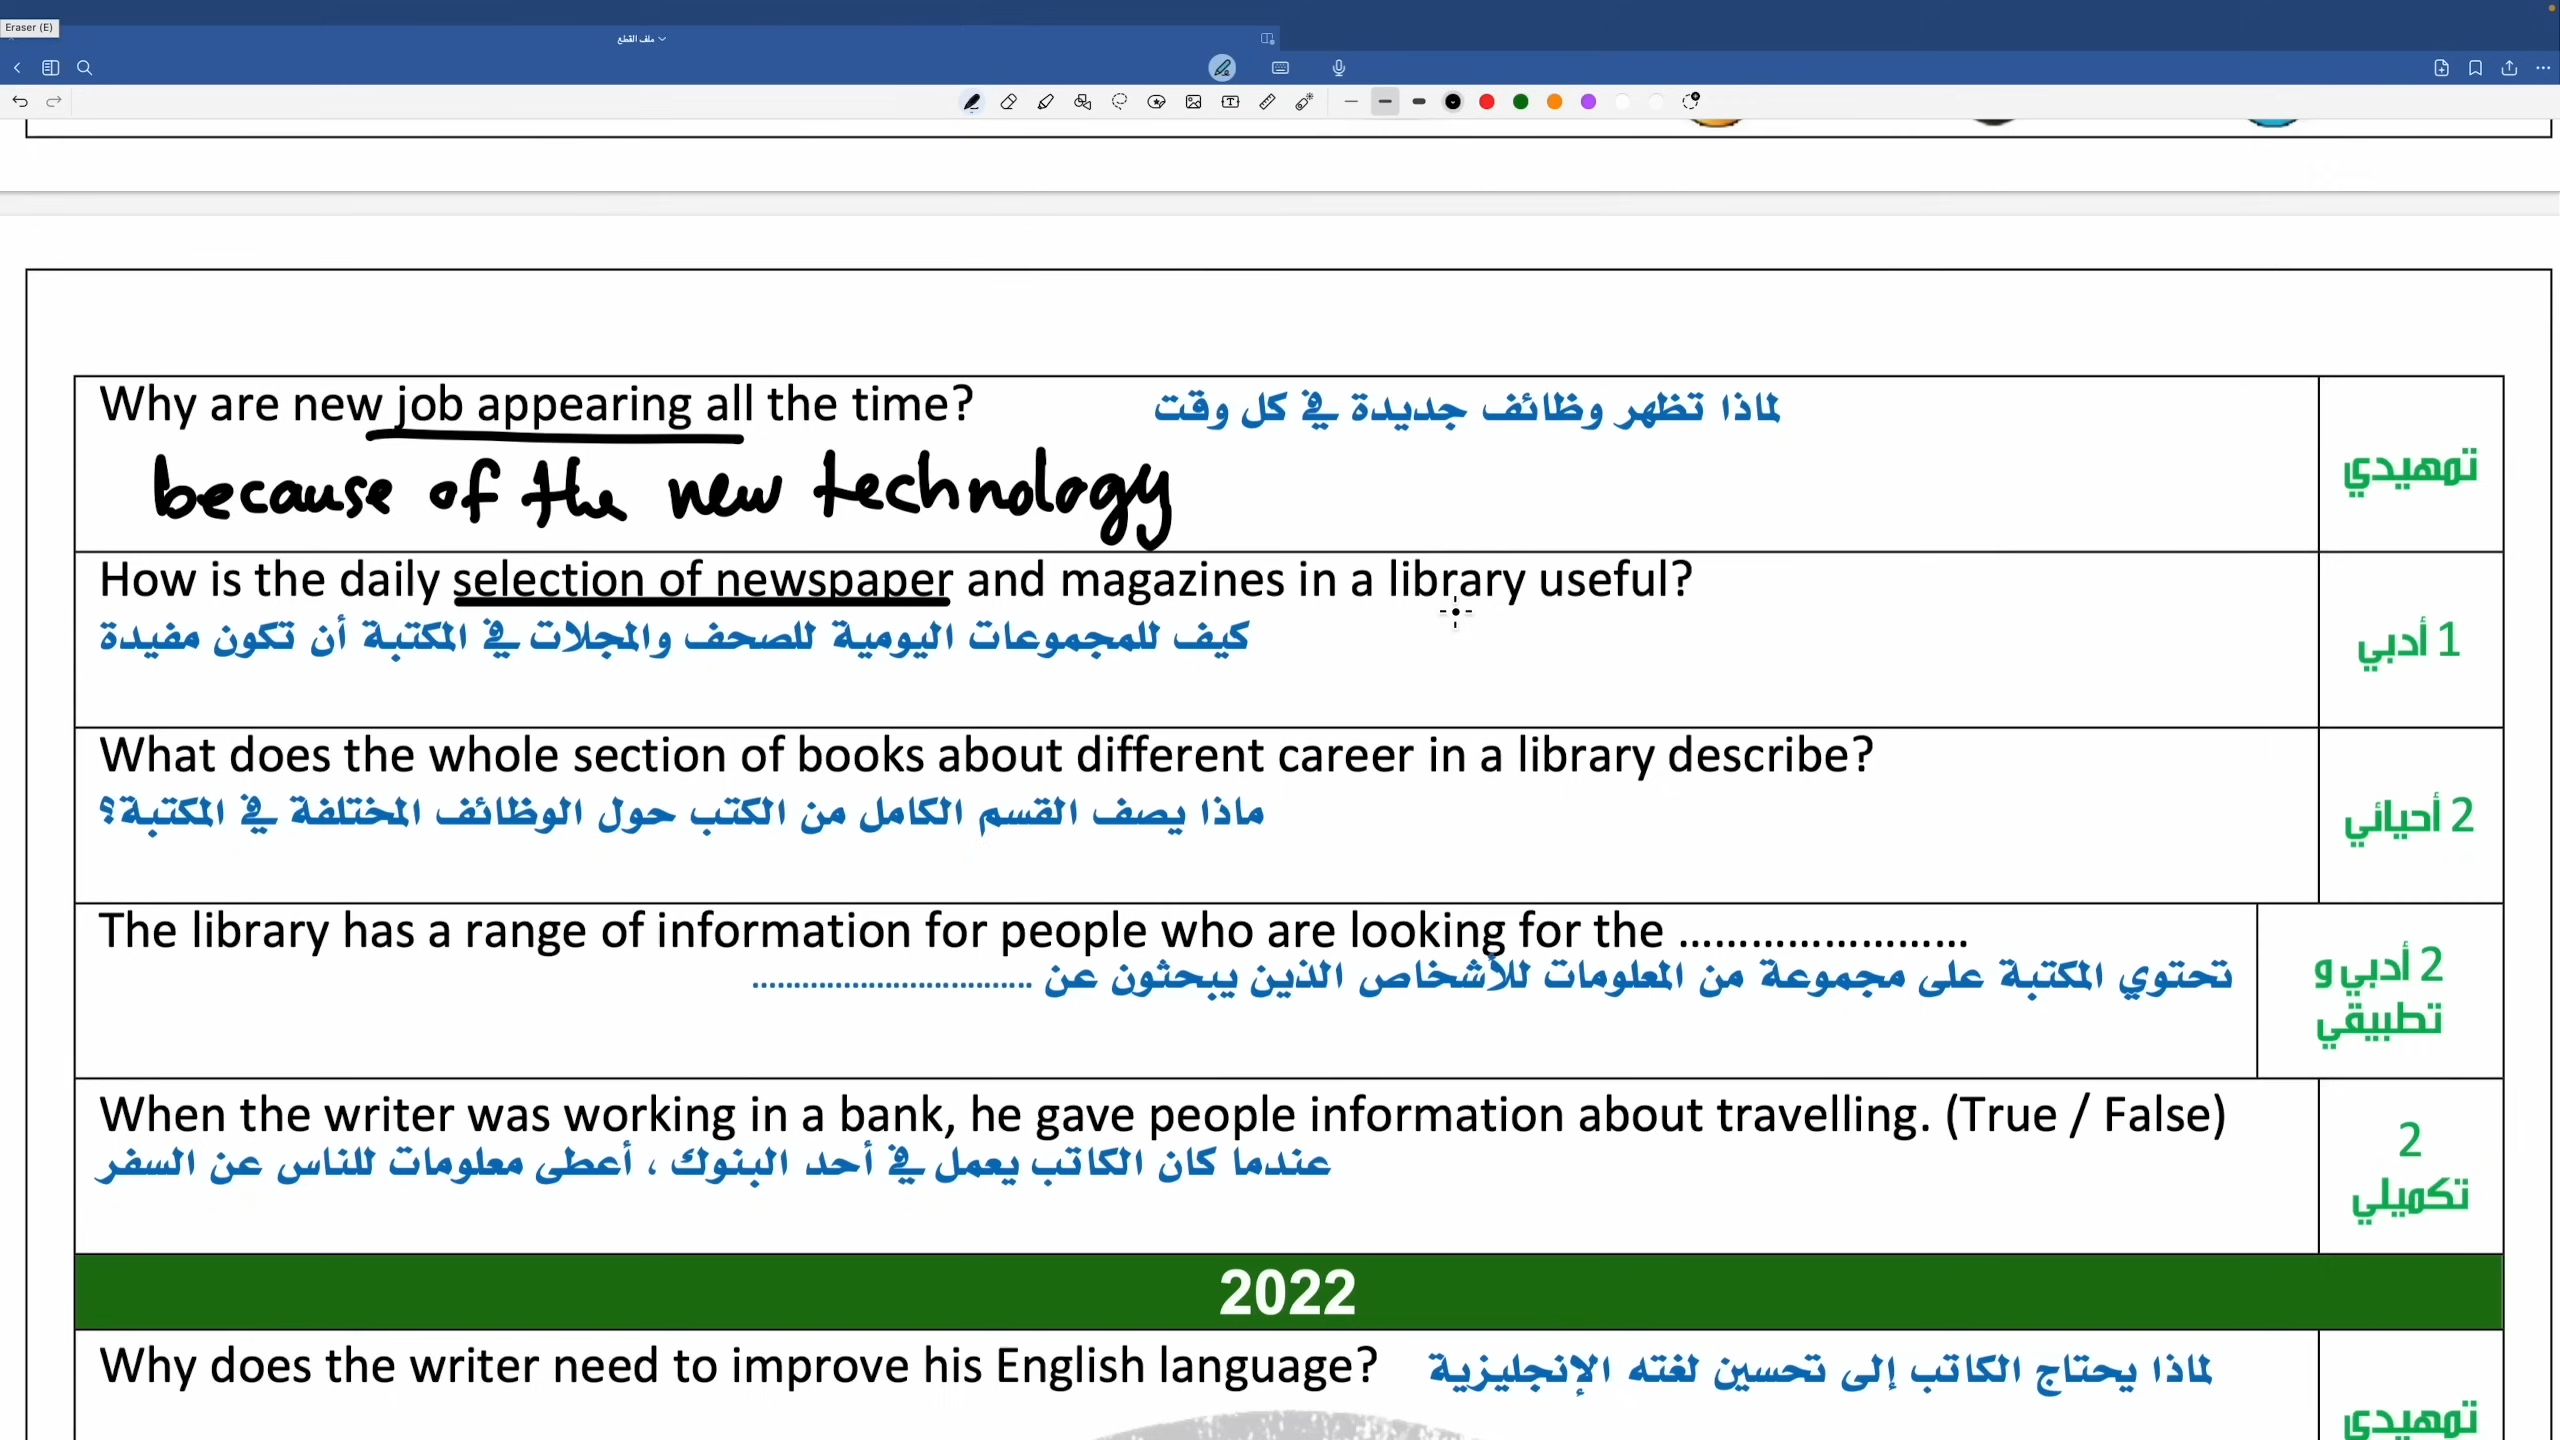 Eraser (E)
ملف القطع
Why are new job appearing all the time? لماذا تظهر وظائف جديدة في كل وقت
تمهيدي
because of the new technology
How is the daily selection of newspaper and magazines in a library useful?
كيف للمجموعات اليومية للصحف والمجلات في المكتبة أن تكون مفيدة
1 أدبي
What does the whole section of books about different career in a library describe?
ماذا يصف القسم الكامل من الكتب حول الوظائف المختلفة في المكتبة؟
2 أحيائي
The library has a range of information for people who are looking for the .........................
تحتوي المكتبة على مجموعة من المعلومات للأشخاص الذين يبحثون عن .................................
2 أدبي و
تطبيقي
When the writer was working in a bank, he gave people information about travelling. (True / False)
عندما كان الكاتب يعمل في أحد البنوك ، أعطى معلومات للناس عن السفر
2
تكميلي
2022
Why does the writer need to improve his English language? لماذا يحتاج الكاتب إلى تحسين لغته الإنجليزية
تمهيدي